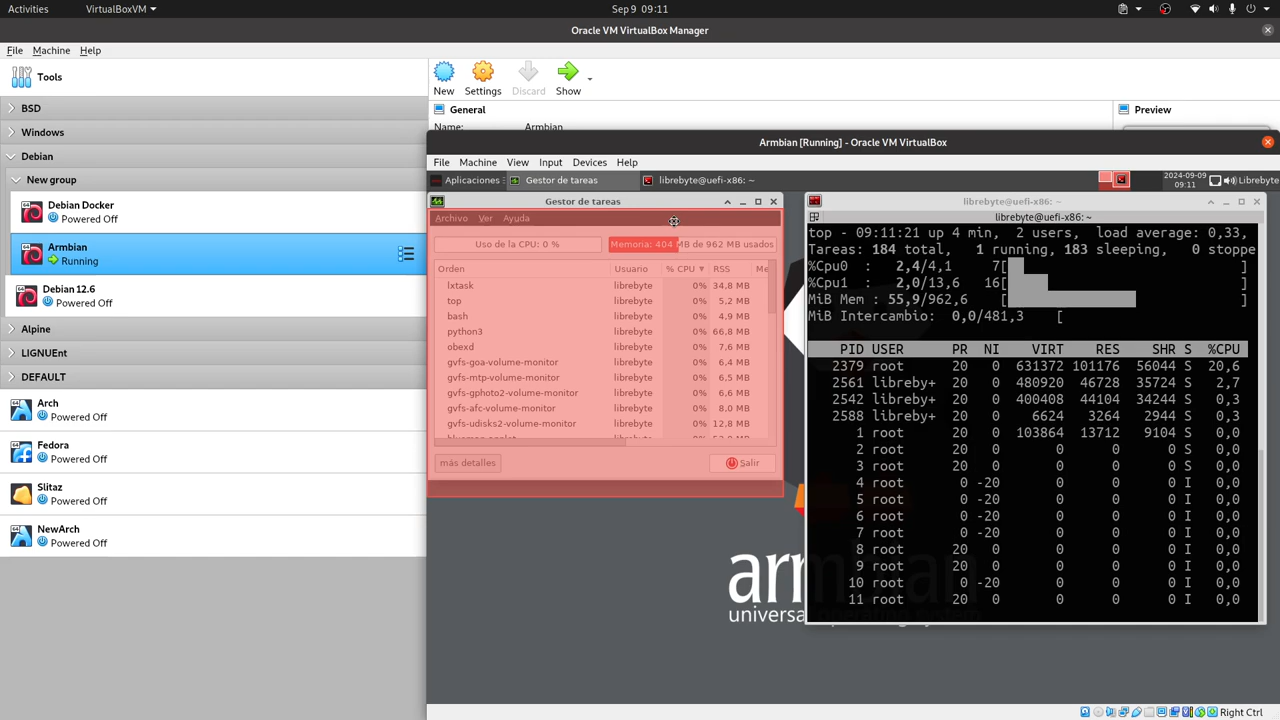 Activities VirtualBoxVM Sep 9 09:11
Oracle VM VirtualBox Manager
File Machine Help
Tools
BSD
Windows
Debian
New group
Debian Docker
Powered Off
Armbian
Running
Debian 12.6
Powered Off
Alpine
LIGNUEnt
DEFAULT
Arch
Powered Off
Fedora
Powered Off
Slitaz
Powered Off
NewArch
Powered Off
New Settings Discard Show
General
Preview
Name: Armbian
Armbian [Running] - Oracle VM VirtualBox
File Machine View Input Devices Help
Aplicaciones Gestor de tareas librebyte@uefi-x86: ~ 2024-09-09 09:11 Librebyte
Gestor de tareas
Archivo Ver Ayuda
Uso de la CPU: 0 % Memoria: 404 MB de 962 MB usados
Orden Usuario % CPU RSS Me
lxtask librebyte 0% 34,8 MB
top librebyte 0% 5,2 MB
bash librebyte 0% 4,9 MB
python3 librebyte 0% 66,8 MB
obexd librebyte 0% 7,6 MB
gvfs-goa-volume-monitor librebyte 0% 6,4 MB
gvfs-mtp-volume-monitor librebyte 0% 6,5 MB
gvfs-gphoto2-volume-monitor librebyte 0% 6,6 MB
gvfs-afc-volume-monitor librebyte 0% 8,0 MB
gvfs-udisks2-volume-monitor librebyte 0% 12,8 MB
más detalles Salir
armbian
librebyte@uefi-x86: ~
librebyte@uefi-x86: ~
top - 09:11:21 up 4 min, 2 users, load average: 0,33,
Tareas: 184 total, 1 running, 183 sleeping, 0 stoppe
%Cpu0 : 2,4/4,1 7[ ]
%Cpu1 : 2,0/13,6 16[ ]
MiB Mem : 55,9/962,6 [ ]
MiB Intercambio: 0,0/481,3 [
PID USER PR NI VIRT RES SHR S %CPU
2379 root 20 0 631372 101176 56044 S 20,6
2561 libreby+ 20 0 480920 46728 35724 S 2,7
2542 libreby+ 20 0 400408 44104 34244 S 0,3
2588 libreby+ 20 0 6624 3264 2944 S 0,3
1 root 20 0 103864 13712 9104 S 0,0
2 root 20 0 0 0 0 S 0,0
3 root 20 0 0 0 0 S 0,0
4 root 0 -20 0 0 0 I 0,0
5 root 0 -20 0 0 0 I 0,0
6 root 0 -20 0 0 0 I 0,0
7 root 0 -20 0 0 0 I 0,0
8 root 20 0 0 0 0 I 0,0
9 root 20 0 0 0 0 I 0,0
10 root 0 -20 0 0 0 I 0,0
11 root 20 0 0 0 0 I 0,0
Right Ctrl